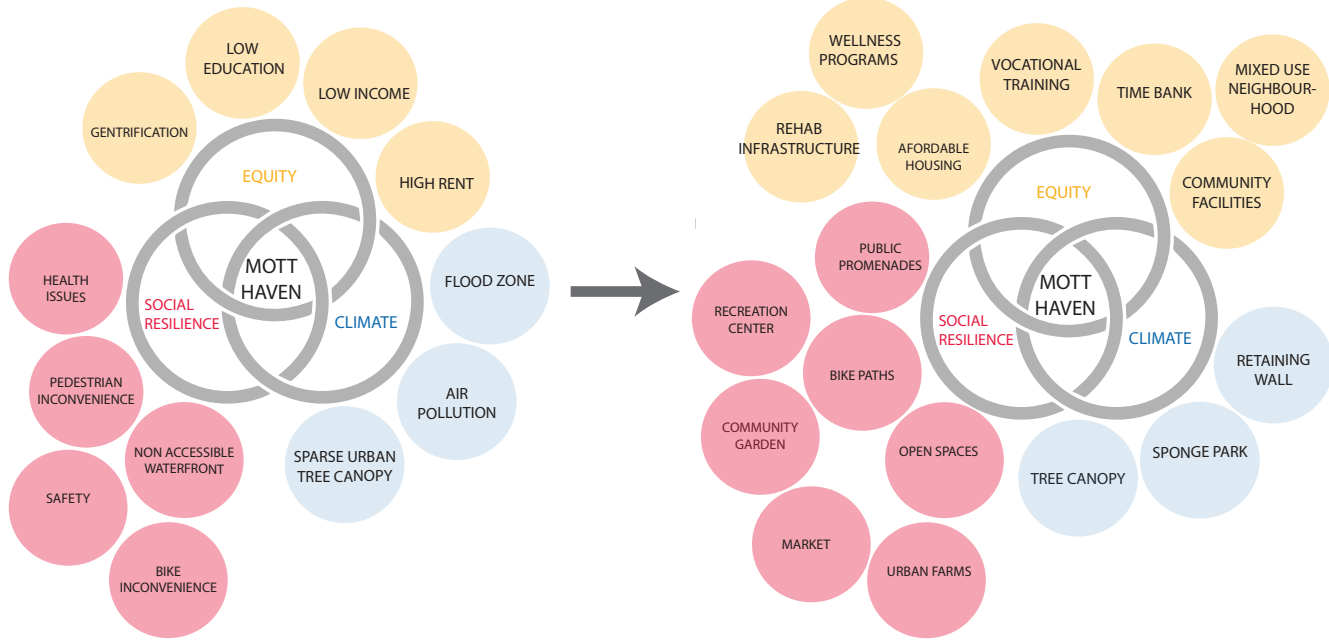 LOW
EDUCATION
LOW INCOME
GENTRIFICATION
EQUITY
HIGH RENT
HEALTH
ISSUES
MOTT
HAVEN
FLOOD ZONE
SOCIAL
RESILIENCE
CLIMATE
PEDESTRIAN
INCONVENIENCE
AIR
POLLUTION
NON ACCESSIBLE
WATERFRONT
SPARSE URBAN
TREE CANOPY
SAFETY
BIKE
INCONVENIENCE
WELLNESS
PROGRAMS
VOCATIONAL
TRAINING
TIME BANK
MIXED USE
NEIGHBOUR-
HOOD
REHAB
INFRASTRUCTURE
AFORDABLE
HOUSING
EQUITY
COMMUNITY
FACILITIES
PUBLIC
PROMENADES
MOTT
HAVEN
RECREATION
CENTER
SOCIAL
RESILIENCE
CLIMATE
RETAINING
WALL
BIKE PATHS
COMMUNITY
GARDEN
OPEN SPACES
SPONGE PARK
TREE CANOPY
MARKET
URBAN FARMS